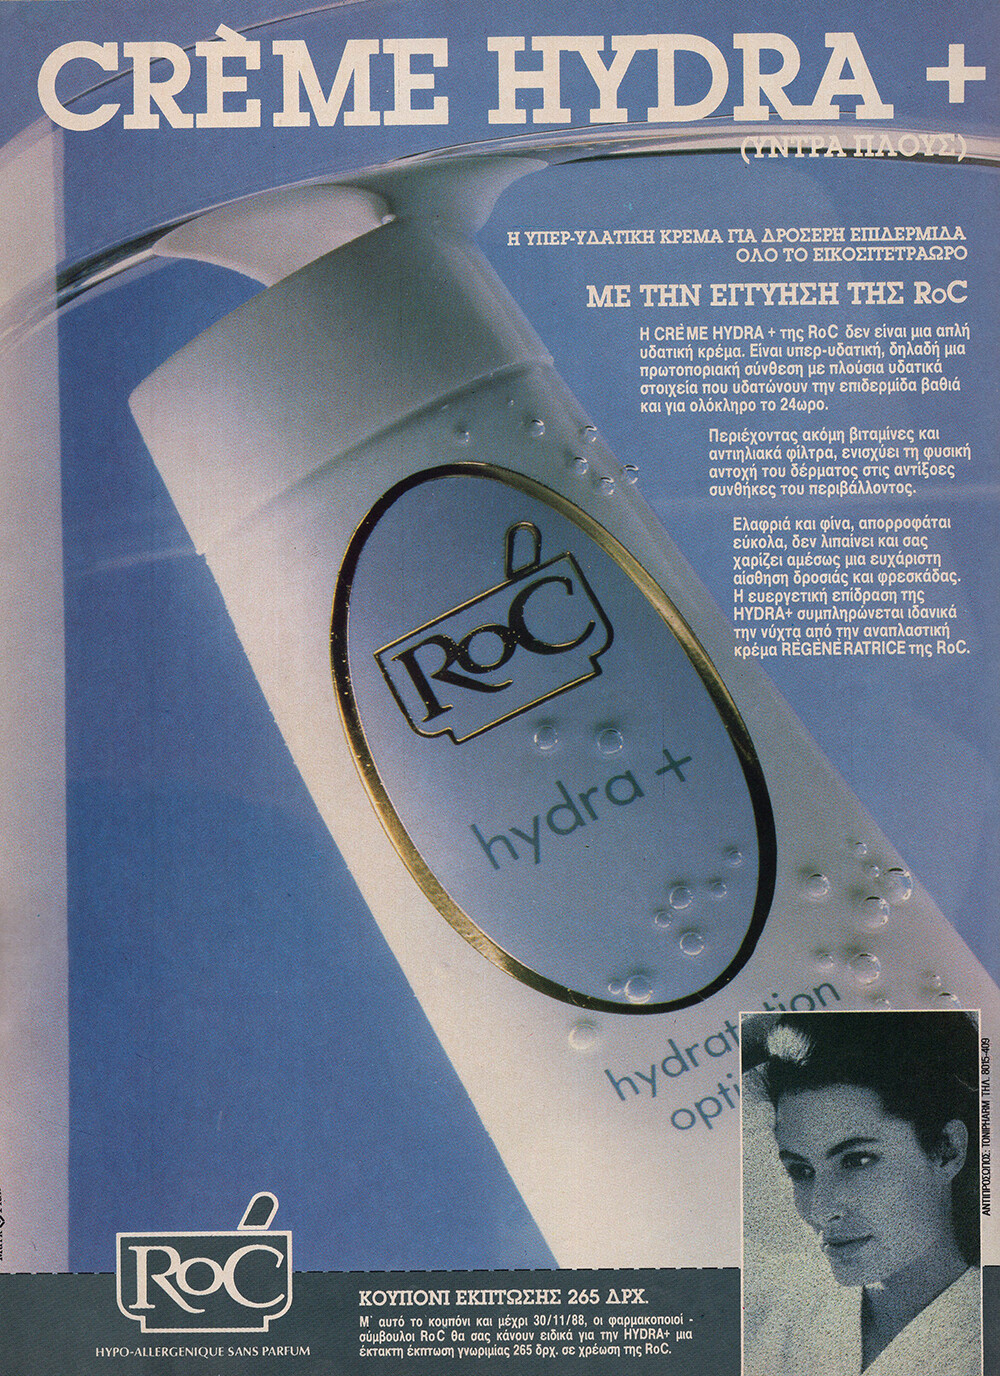 CRÈME HYDRA +
(ΥΝΤΡΑ ΠΛΟΥΣ)
Η ΥΠΕΡ-ΥΔΑΤΙΚΗ ΚΡΕΜΑ ΓΙΑ ΔΡΟΣΕΡΗ ΕΠΙΔΕΡΜΙΔΑ
ΟΛΟ ΤΟ ΕΙΚΟΣΙΤΕΤΡΑΩΡΟ
ΜΕ ΤΗΝ ΕΓΓΥΗΣΗ ΤΗΣ RoC
Η CRÈME HYDRA + της RoC δεν είναι μια απλή
υδατική κρέμα. Είναι υπερ-υδατική, δηλαδή μια
πρωτοποριακή σύνθεση με πλούσια υδατικά
στοιχεία που υδατώνουν την επιδερμίδα βαθιά
και για ολόκληρο το 24ωρο.
Περιέχοντας ακόμη βιταμίνες και
αντιηλιακά φίλτρα, ενισχύει τη φυσική
αντοχή του δέρματος στις αντίξοες
συνθήκες του περιβάλλοντος.
Ελαφριά και φίνα, απορροφάται
εύκολα, δεν λιπαίνει και σας
χαρίζει αμέσως μια ευχάριστη
αίσθηση δροσιάς και φρεσκάδας.
Η ευεργετική επίδραση της
HYDRA+ συμπληρώνεται ιδανικά
την νύχτα από την αναπλαστική
κρέμα RÉGÉNÉRATRICE της RoC.
RoC
hydra +
hydratation
opti
ΑΝΤΙΠΡΟΣΩΠΟΣ: TONIPHARM ΤΗΛ. 8015-409
RoC
HYPO-ALLERGENIQUE SANS PARFUM
ΚΟΥΠΟΝΙ ΕΚΠΤΩΣΗΣ 265 ΔΡΧ.
Μ' αυτό το κουπόνι και μέχρι 30/11/88, οι φαρμακοποιοί -
σύμβουλοι RoC θα σας κάνουν ειδικά για την HYDRA+ μια
έκτακτη έκπτωση γνωριμίας 265 δρχ. σε χρέωση της RoC.